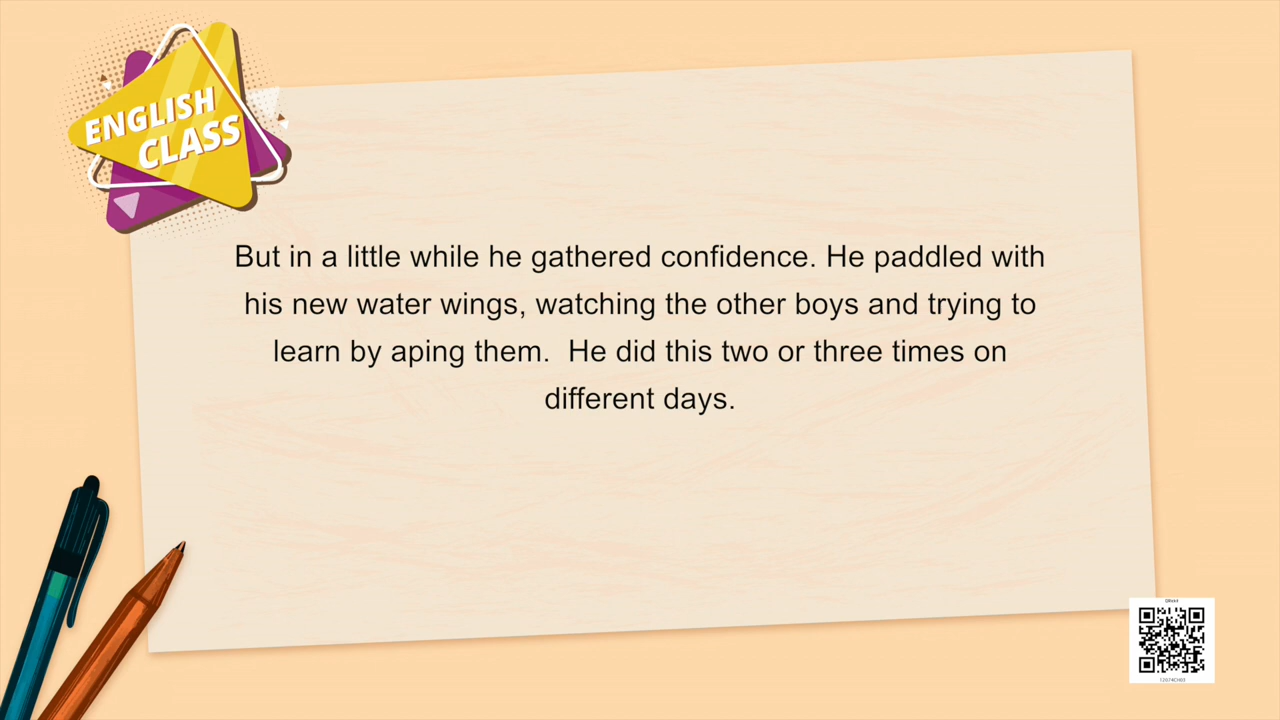 ENGLISH
CLASS
But in a little while he gathered confidence. He paddled with
his new water wings, watching the other boys and trying to
learn by aping them.  He did this two or three times on
different days.